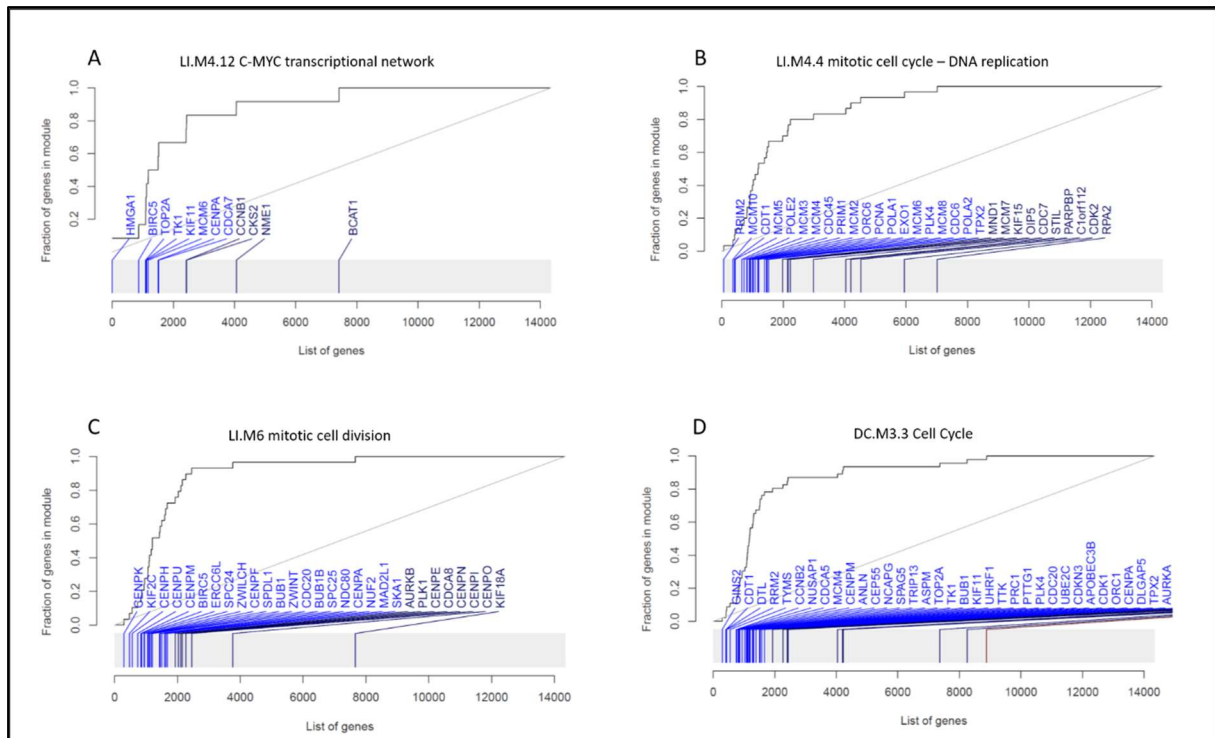 A
LI.M4.12 C-MYC transcriptional network
Fraction of genes in module
1.0
0.8
0.6
0.4
0.2
HMGA1
BIRC5
TOP2A
TK1
KIF11
MCM6
CENPA
CDCA7
CCNB1
CKS2
NME1
BCAT1
0 2000 4000 6000 8000 10000 12000 14000
List of genes
B
LI.M4.4 mitotic cell cycle – DNA replication
Fraction of genes in module
1.0
0.8
0.6
0.4
0.2
0.0
PRIM2
MCM10
CDT1
MCM5
POLE2
MCM3
MCM4
CDC45
PRIM1
MCM2
ORC6
PCNA
POLA1
EXO1
MCM6
PLK4
MCM8
CDC6
POLA2
TPX2
MND1
MCM7
KIF15
OIP5
CDC7
STIL
PARPBP
C1orf112
CDK2
RPA2
0 2000 4000 6000 8000 10000 12000 14000
List of genes
C
LI.M6 mitotic cell division
Fraction of genes in module
1.0
0.8
0.6
0.4
0.2
0.0
CENPK
KIF2C
CENPH
CENPU
CENPM
BIRC5
ERCC6L
SPC24
ZWILCH
CENPF
SPDL1
BUB1
ZWINT
CDC20
BUB1B
SPC25
NDC80
CENPA
NUF2
MAD2L1
SKA1
AURKB
PLK1
CENPE
CDCA8
CENPN
CENPI
CENPO
KIF18A
0 2000 4000 6000 8000 10000 12000 14000
List of genes
D
DC.M3.3 Cell Cycle
Fraction of genes in module
1.0
0.8
0.6
0.4
0.2
0.0
GINS2
CDT1
DTL
RRM2
TYMS
CCNB2
NUSAP1
CDCA5
MCM4
CENPM
ANLN
CEP55
NCAPG
SPAG5
TRIP13
ASPM
TOP2A
TK1
BUB1
KIF11
UHRF1
TTK
PRC1
PTTG1
PLK4
CDC20
UBE2C
CDKN3
APOBEC3B
CDK1
ORC1
CENPA
DLGAP5
TPX2
AURKA
0 2000 4000 6000 8000 10000 12000 14000
List of genes